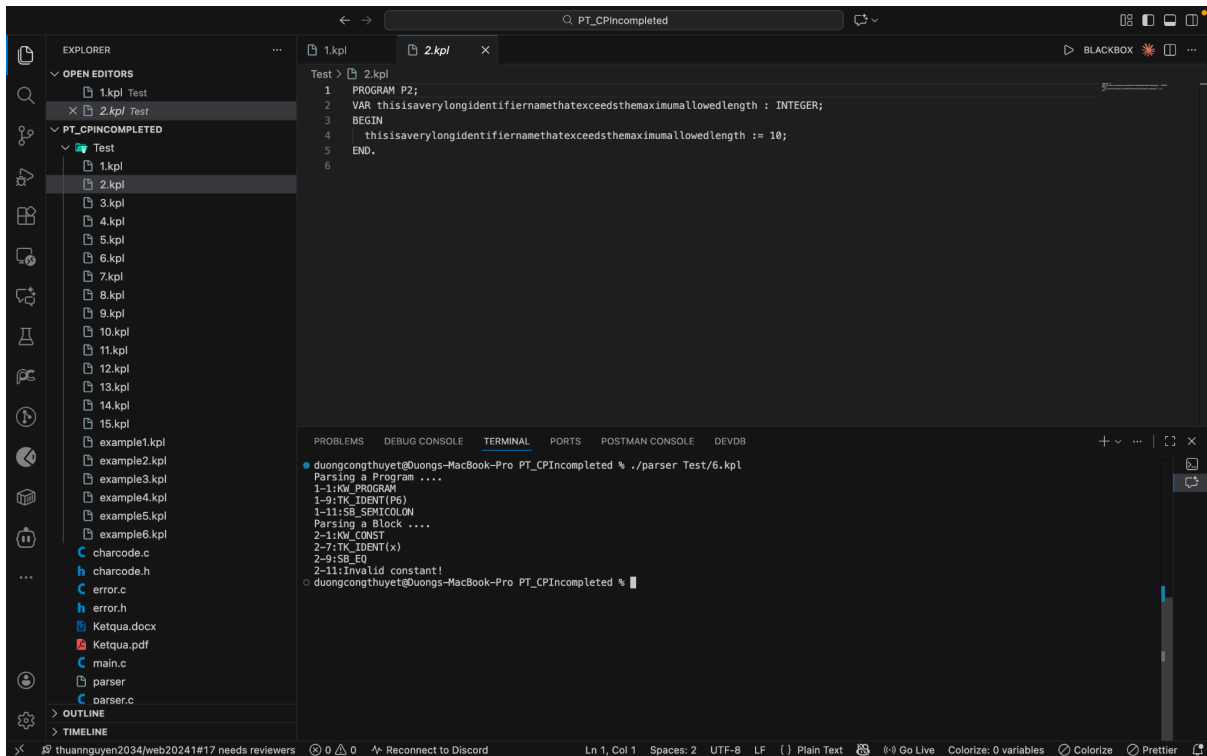 PT_CPIncompleted
EXPLORER
OPEN EDITORS
1.kpl Test
2.kpl Test
PT_CPINCOMPLETED
Test
1.kpl
2.kpl
3.kpl
4.kpl
5.kpl
6.kpl
7.kpl
8.kpl
9.kpl
10.kpl
11.kpl
12.kpl
13.kpl
14.kpl
15.kpl
example1.kpl
example2.kpl
example3.kpl
example4.kpl
example5.kpl
example6.kpl
C charcode.c
h charcode.h
C error.c
h error.h
Ketqua.docx
Ketqua.pdf
C main.c
parser
C parser.c
OUTLINE
TIMELINE
1.kpl 2.kpl BLACKBOX
Test > 2.kpl
1 PROGRAM P2;
2 VAR thisisaverylongidentifiernamethatexceedsthemaximumallowedlength : INTEGER;
3 BEGIN
4 thisisaverylongidentifiernamethatexceedsthemaximumallowedlength := 10;
5 END.
6
PROBLEMS DEBUG CONSOLE TERMINAL PORTS POSTMAN CONSOLE DEVDB
duongcongthuyet@Duongs-MacBook-Pro PT_CPIncompleted % ./parser Test/6.kpl
Parsing a Program ....
1-1:KW_PROGRAM
1-9:TK_IDENT(P6)
1-11:SB_SEMICOLON
Parsing a Block ....
2-1:KW_CONST
2-7:TK_IDENT(x)
2-9:SB_EQ
2-11:Invalid constant!
duongcongthuyet@Duongs-MacBook-Pro PT_CPIncompleted %
thuannguyen2034/web20241#17 needs reviewers 0 0 Reconnect to Discord Ln 1, Col 1 Spaces: 2 UTF-8 LF {} Plain Text Go Live Colorize: 0 variables Colorize Prettier